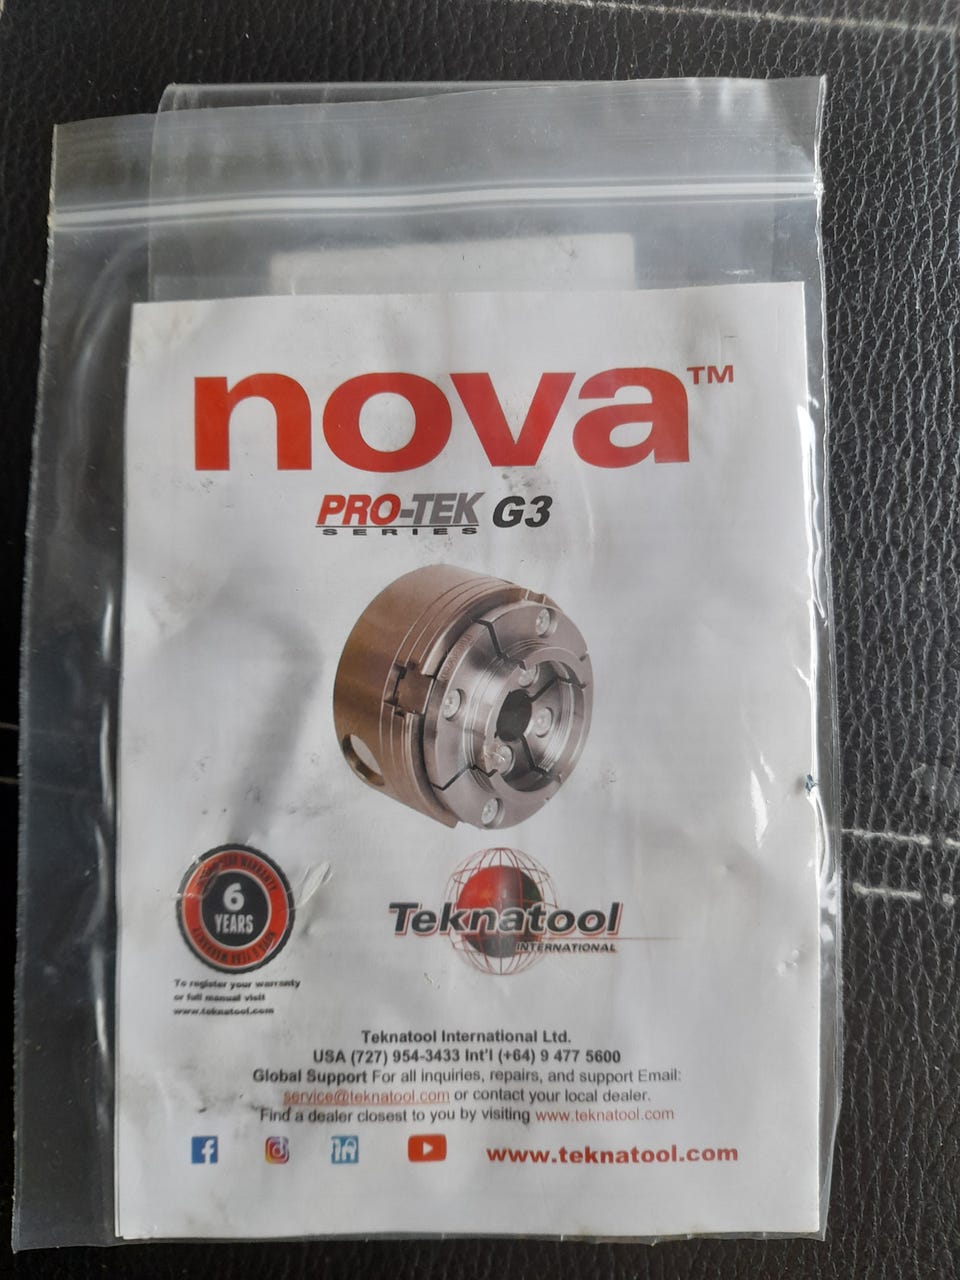 nova™
PRO-TEK G3
SERIES
6
YEARS
To register your warranty
or full manual visit
www.teknatool.com
Teknatool
INTERNATIONAL
Teknatool International Ltd.
USA (727) 954-3433 Int'l (+64) 9 477 5600
Global Support For all inquiries, repairs, and support Email:
service@teknatool.com or contact your local dealer.
Find a dealer closest to you by visiting www.teknatool.com
www.teknatool.com